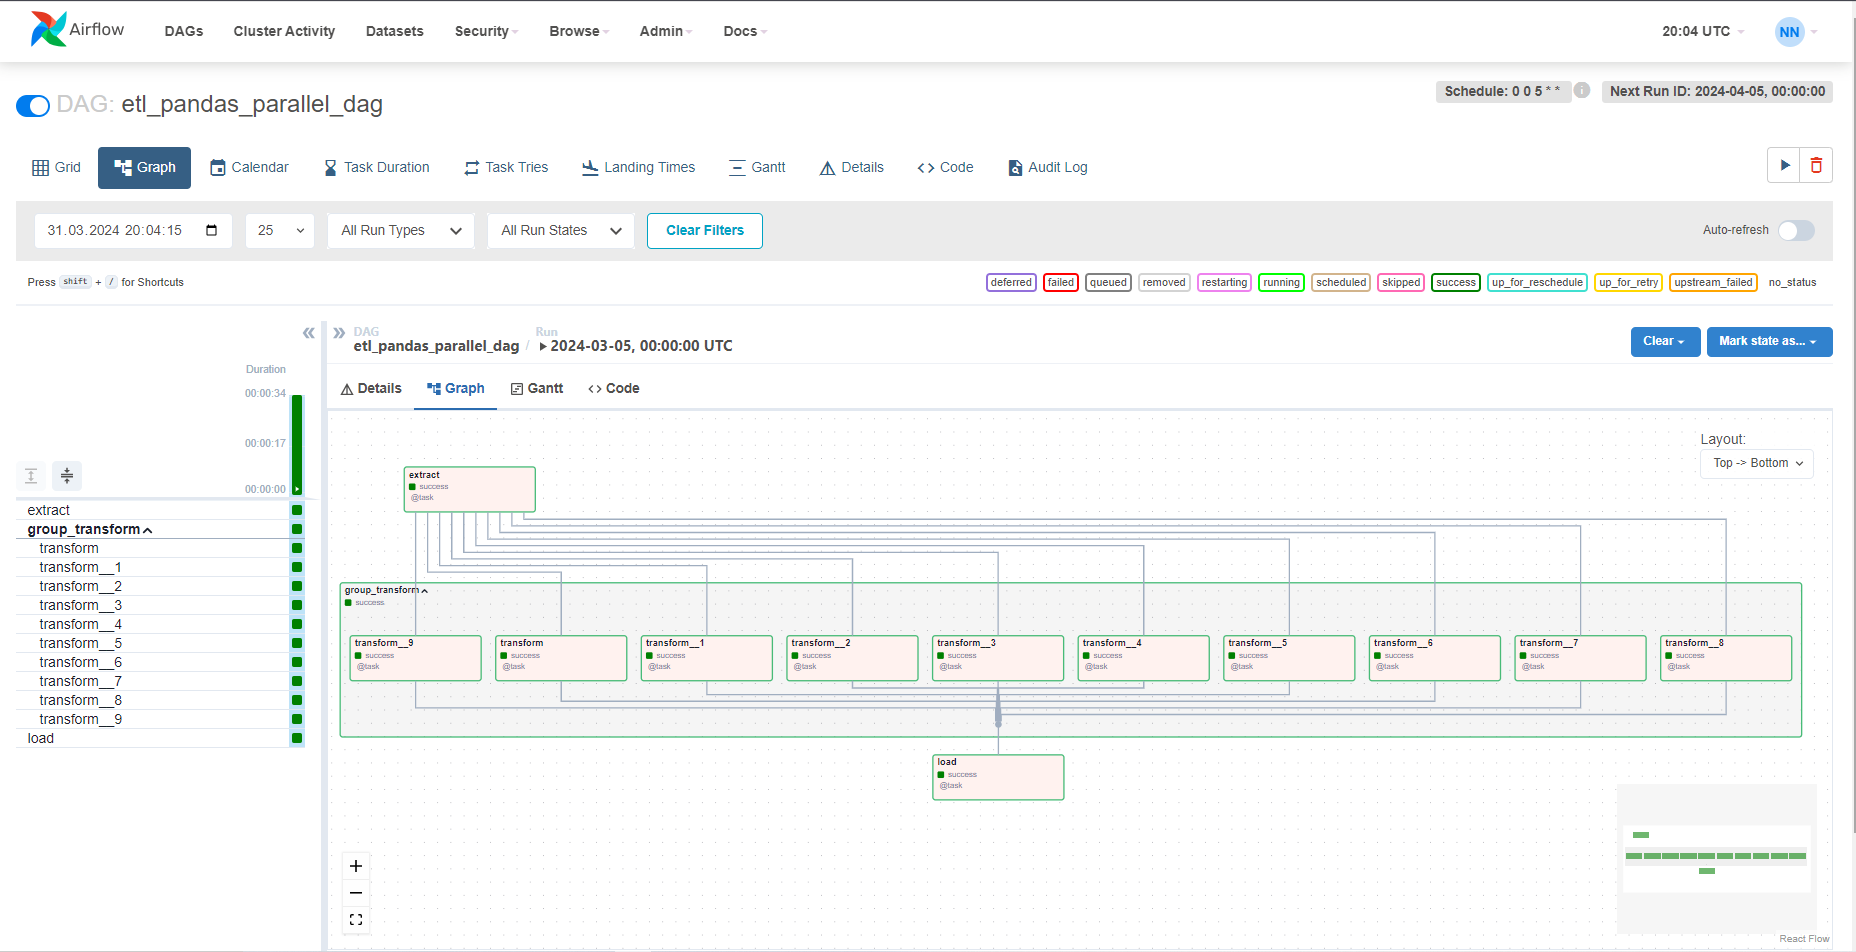 Airflow DAGs Cluster Activity Datasets Security Browse Admin Docs 20:04 UTC NN
DAG: etl_pandas_parallel_dag Schedule: 0 0 5 * * i Next Run ID: 2024-04-05, 00:00:00
Grid Graph Calendar Task Duration Task Tries Landing Times Gantt Details Code Audit Log
31.03.2024 20:04:15 25 All Run Types All Run States Clear Filters Auto-refresh
Press shift + / for Shortcuts deferred failed queued removed restarting running scheduled skipped success up_for_reschedule up_for_retry upstream_failed no_status
DAG Run
etl_pandas_parallel_dag / 2024-03-05, 00:00:00 UTC Clear Mark state as...
Details Graph Gantt Code
Duration
00:00:34
00:00:17
00:00:00
extract
group_transform
transform
transform__1
transform__2
transform__3
transform__4
transform__5
transform__6
transform__7
transform__8
transform__9
load
Layout:
Top -> Bottom
extract
success
@task
group_transform
success
transform__9
success
@task
transform
success
@task
transform__1
success
@task
transform__2
success
@task
transform__3
success
@task
transform__4
success
@task
transform__5
success
@task
transform__6
success
@task
transform__7
success
@task
transform__8
success
@task
load
success
@task
React Flow